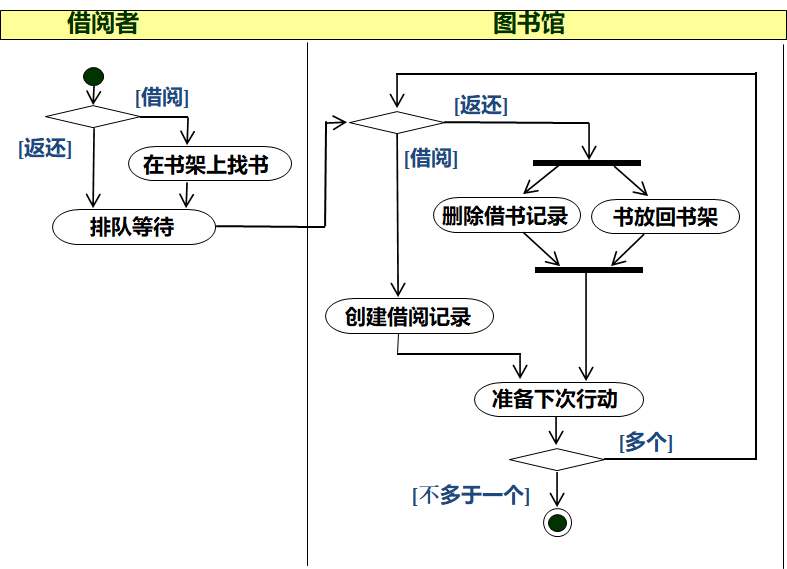 借阅者
图书馆
[借阅]
[返还]
在书架上找书
排队等待
[返还]
[借阅]
删除借书记录
书放回书架
创建借阅记录
准备下次行动
[多个]
[不多于一个]